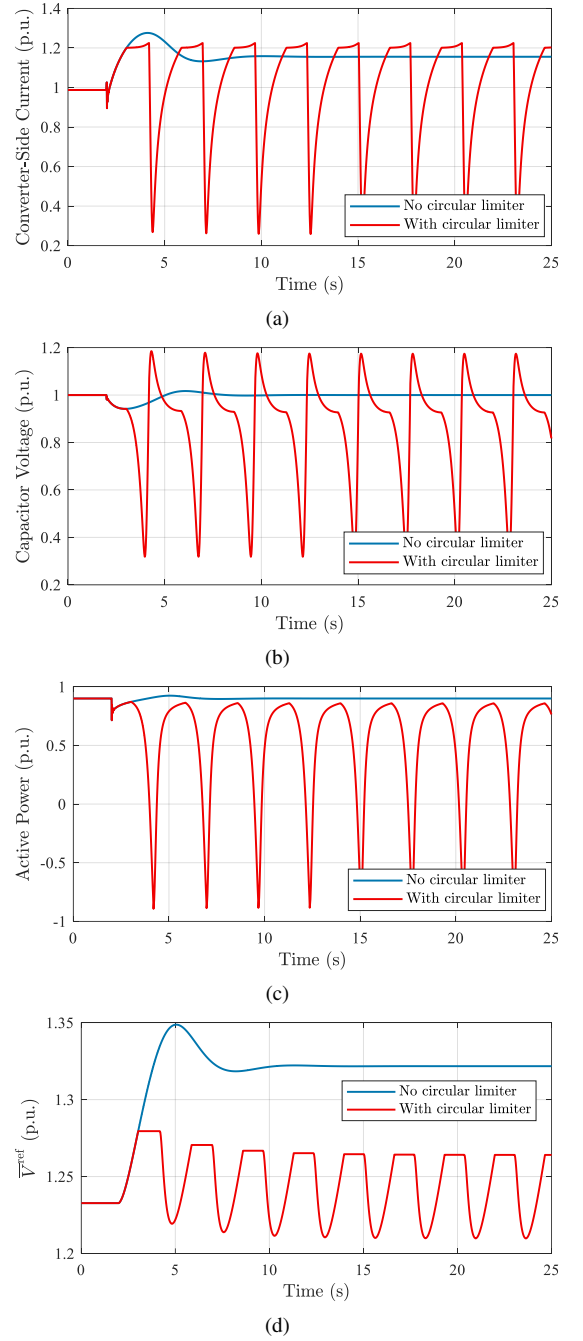 1.4
1.2
1
0.8
0.6
0.4
0.2
Converter-Side Current (p.u.)
No circular limiter
With circular limiter
0 5 10 15 20 25
Time (s)
(a)
1.2
1
0.8
0.6
0.4
0.2
Capacitor Voltage (p.u.)
No circular limiter
With circular limiter
0 5 10 15 20 25
Time (s)
(b)
1
0.5
0
-0.5
-1
Active Power (p.u.)
No circular limiter
With circular limiter
0 5 10 15 20 25
Time (s)
(c)
1.35
1.3
1.25
1.2
V̅^ref (p.u.)
No circular limiter
With circular limiter
0 5 10 15 20 25
Time (s)
(d)